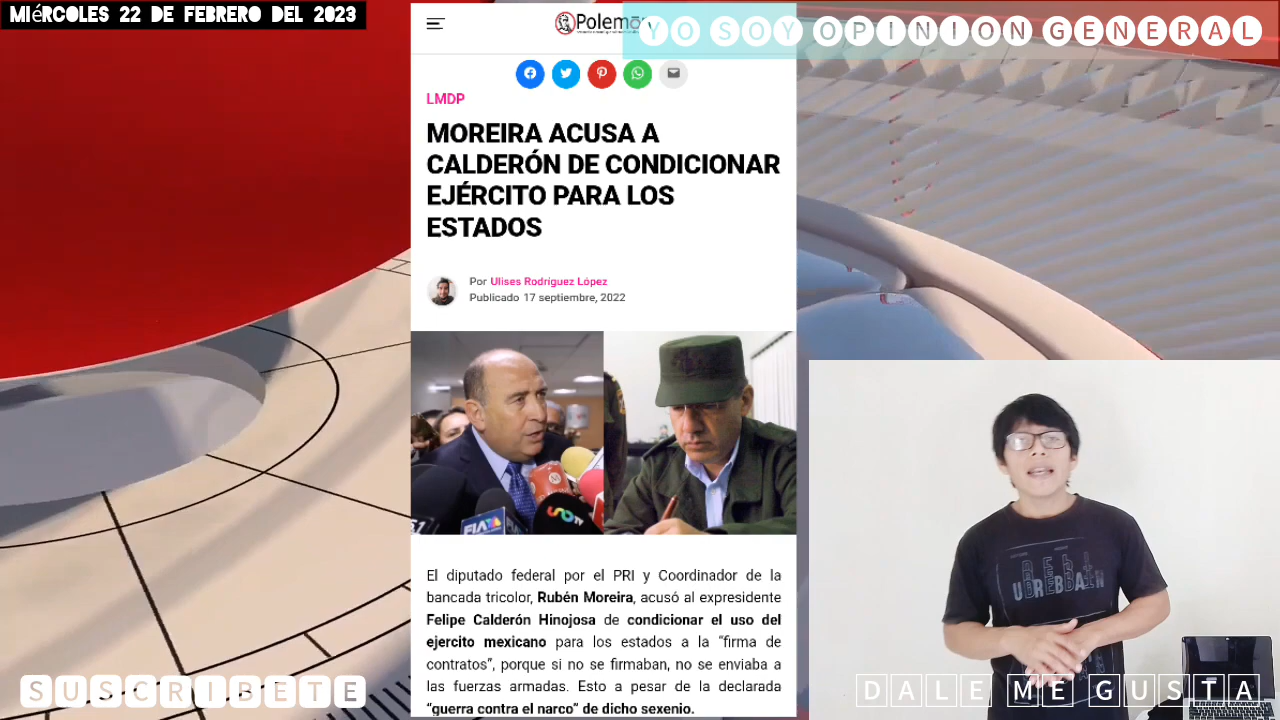 MIéRCOLES 22 DE FEBRERO DEL 2023
Polemón
YO SOY OPINION GENERAL
LMDP
MOREIRA ACUSA A
CALDERÓN DE CONDICIONAR
EJÉRCITO PARA LOS
ESTADOS
Por Ulises Rodríguez López
Publicado 17 septiembre, 2022
El diputado federal por el PRI y Coordinador de la
bancada tricolor, Rubén Moreira, acusó al expresidente
Felipe Calderón Hinojosa de condicionar el uso del
ejercito mexicano para los estados a la “firma de
contratos”, porque si no se firmaban, no se enviaba a
las fuerzas armadas. Esto a pesar de la declarada
“guerra contra el narco” de dicho sexenio.
SUSCRIBETE
DALE ME GUSTA